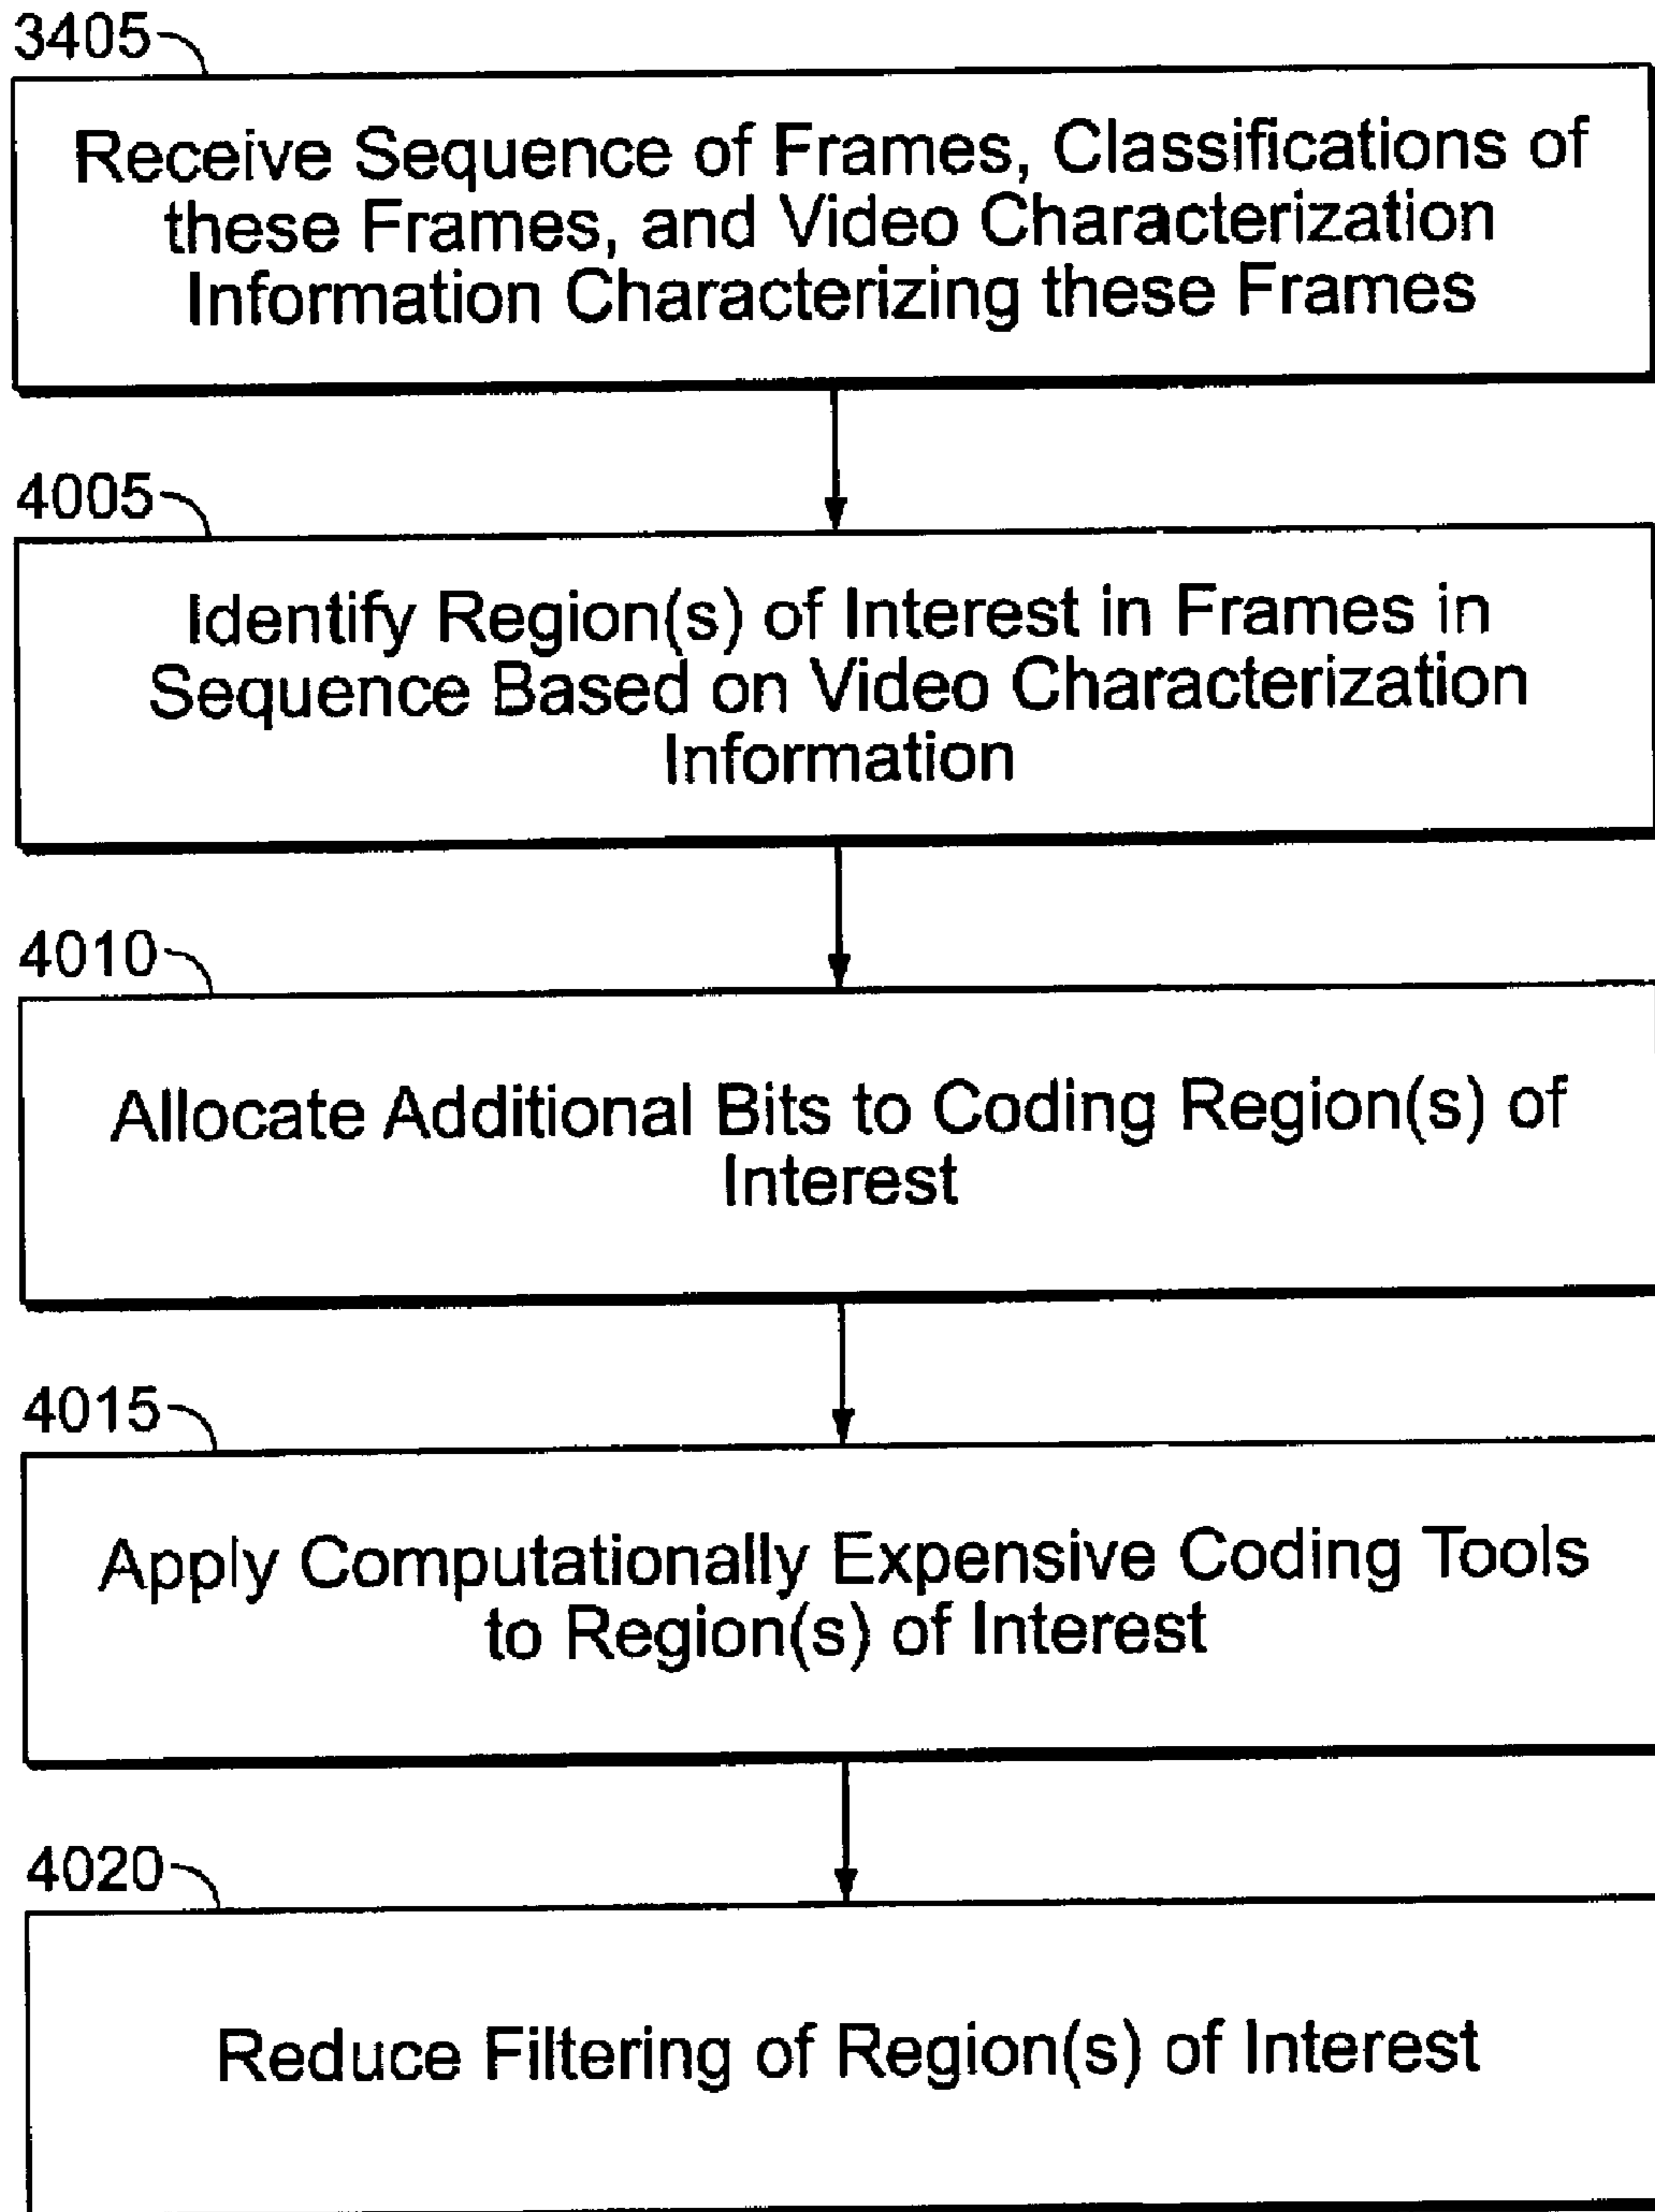 3405
Receive Sequence of Frames, Classifications of
these Frames, and Video Characterization
Information Characterizing these Frames
4005
Identify Region(s) of Interest in Frames in
Sequence Based on Video Characterization
Information
4010
Allocate Additional Bits to Coding Region(s) of
Interest
4015
Apply Computationally Expensive Coding Tools
to Region(s) of Interest
4020
Reduce Filtering of Region(s) of Interest